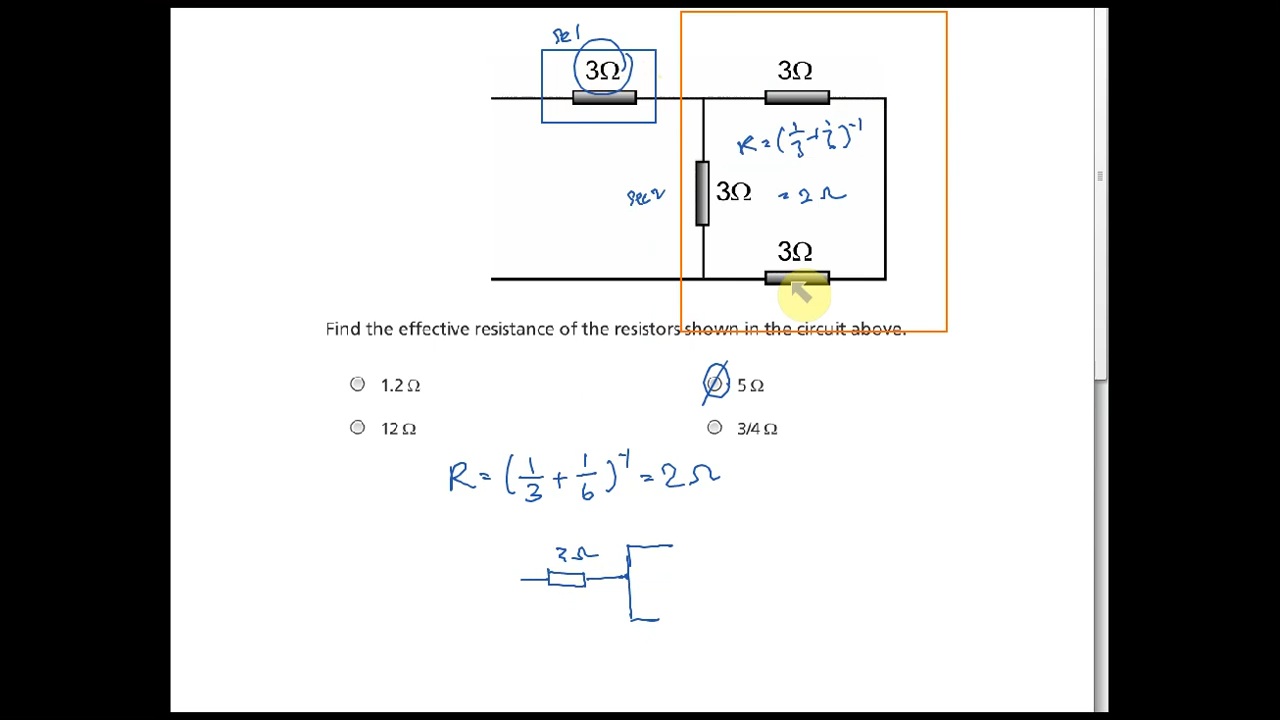 sec 1
3Ω
3Ω
R = (1/3 + 1/6)⁻¹
sec 2
3Ω
= 2 Ω
3Ω
Find the effective resistance of the resistors shown in the circuit above.
1.2 Ω
5 Ω
12 Ω
3/4 Ω
R = (1/3 + 1/6)⁻¹ = 2 Ω